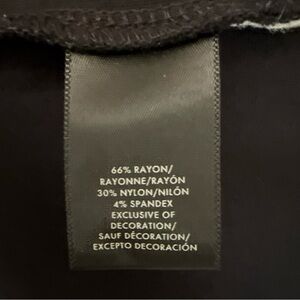 66% RAYON/
RAYONNE/RAYÓN
30% NYLON/NILÓN
4% SPANDEX
EXCLUSIVE OF
DECORATION/
SAUF DÉCORATION/
EXCEPTO DECORACIÓN